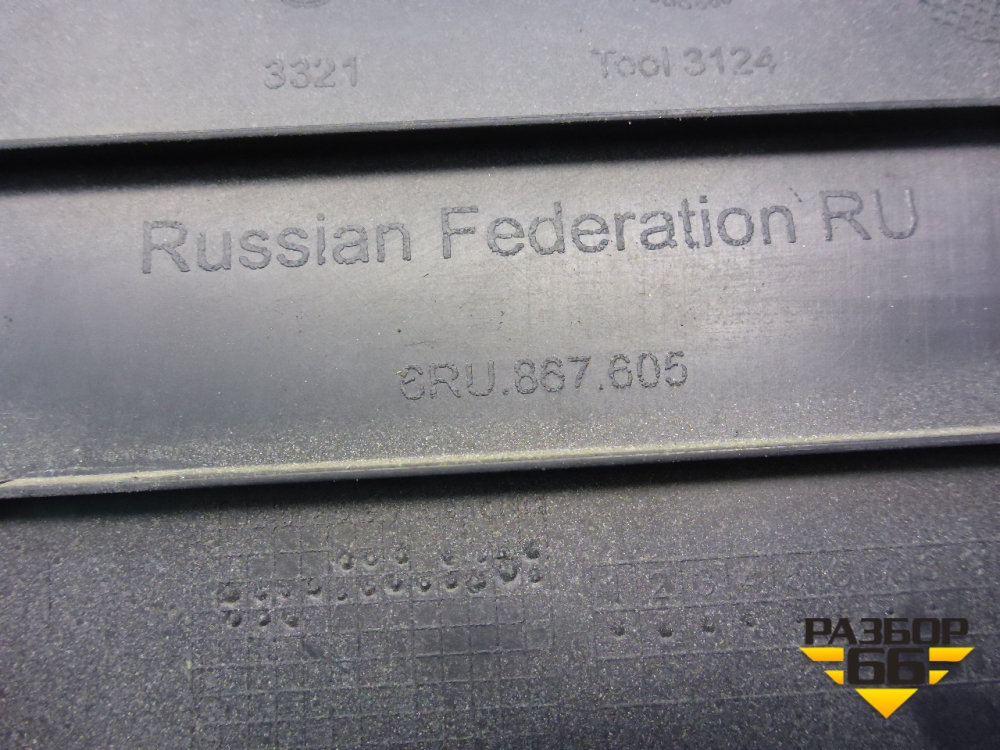 3321
Tool 3124
Russian Federation RU
6RU.867.605
РАЗБОР
66